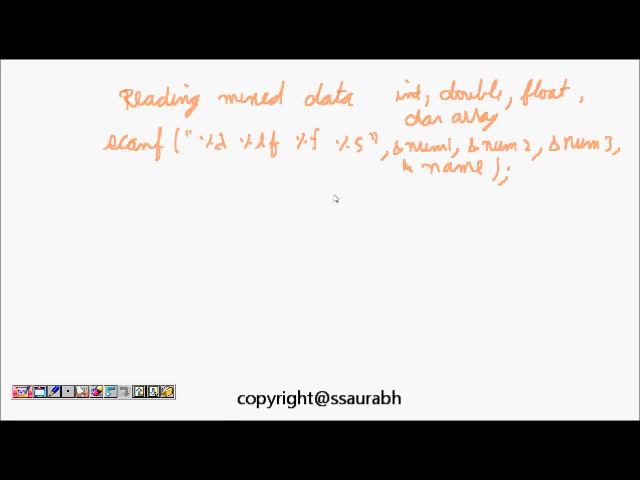 Reading mixed data int, double, float,
char array
scanf ("%d %lf %f %s", &num1, &num2, &num3,
& name);
copyright@ssaurabh